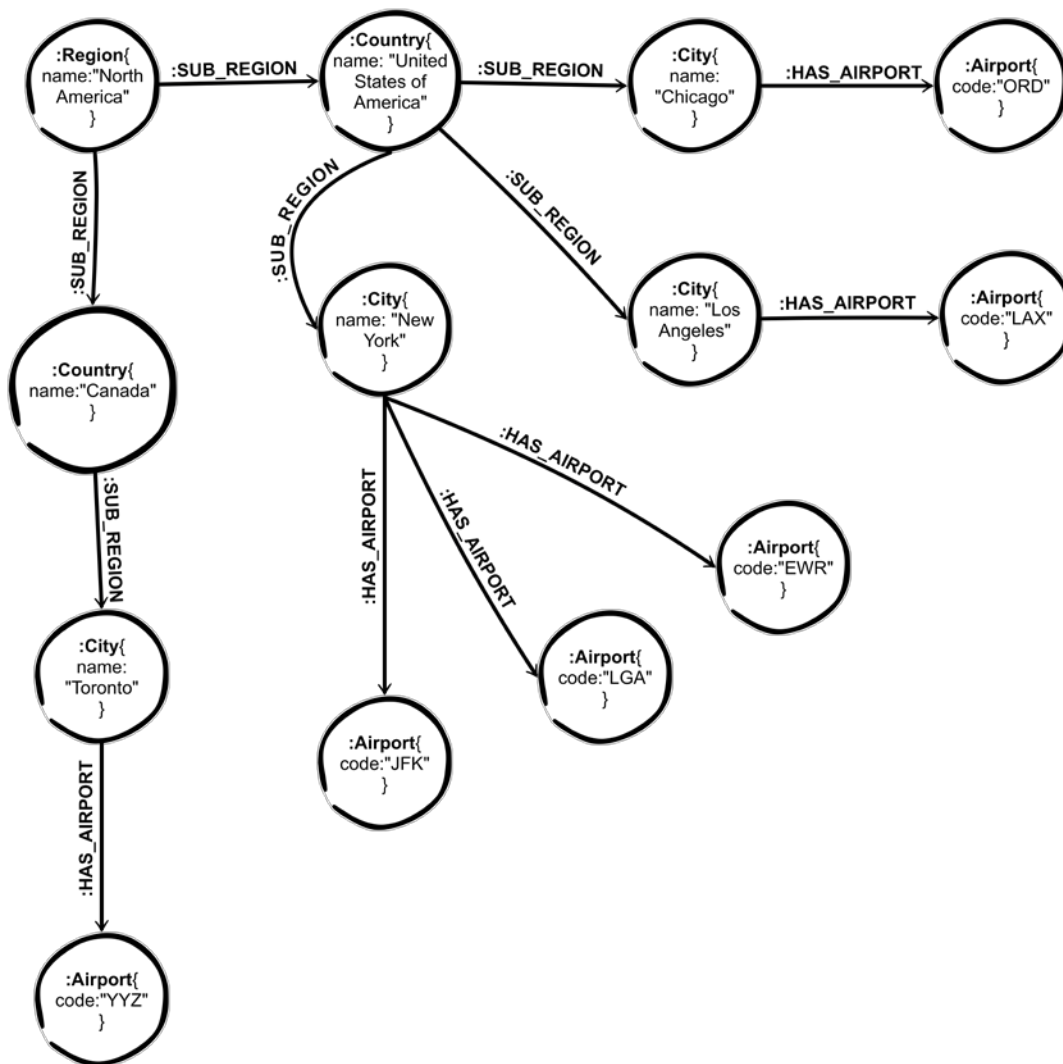 :Region{
name:"North
America"
}
:SUB_REGION
:Country{
name: "United
States of
America"
}
:SUB_REGION
:City{
name:
"Chicago"
}
:HAS_AIRPORT
:Airport{
code:"ORD"
}
:SUB_REGION
:SUB_REGION
:SUB_REGION
:City{
name: "New
York"
}
:City{
name: "Los
Angeles"
}
:HAS_AIRPORT
:Airport{
code:"LAX"
}
:Country{
name:"Canada"
}
:SUB_REGION
:HAS_AIRPORT
:HAS_AIRPORT
:HAS_AIRPORT
:Airport{
code:"EWR"
}
:City{
name:
"Toronto"
}
:Airport{
code:"LGA"
}
:Airport{
code:"JFK"
}
:HAS_AIRPORT
:Airport{
code:"YYZ"
}